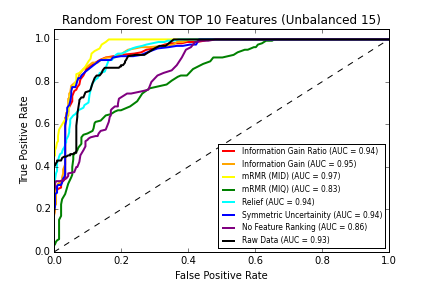 Random Forest ON TOP 10 Features (Unbalanced 15)
True Positive Rate
1.0
0.8
0.6
0.4
0.2
0.0
Information Gain Ratio (AUC = 0.94)
Information Gain (AUC = 0.95)
mRMR (MID) (AUC = 0.97)
mRMR (MIQ) (AUC = 0.83)
Relief (AUC = 0.94)
Symmetric Uncertainity (AUC = 0.94)
No Feature Ranking (AUC = 0.86)
Raw Data (AUC = 0.93)
0.0 0.2 0.4 0.6 0.8 1.0
False Positive Rate